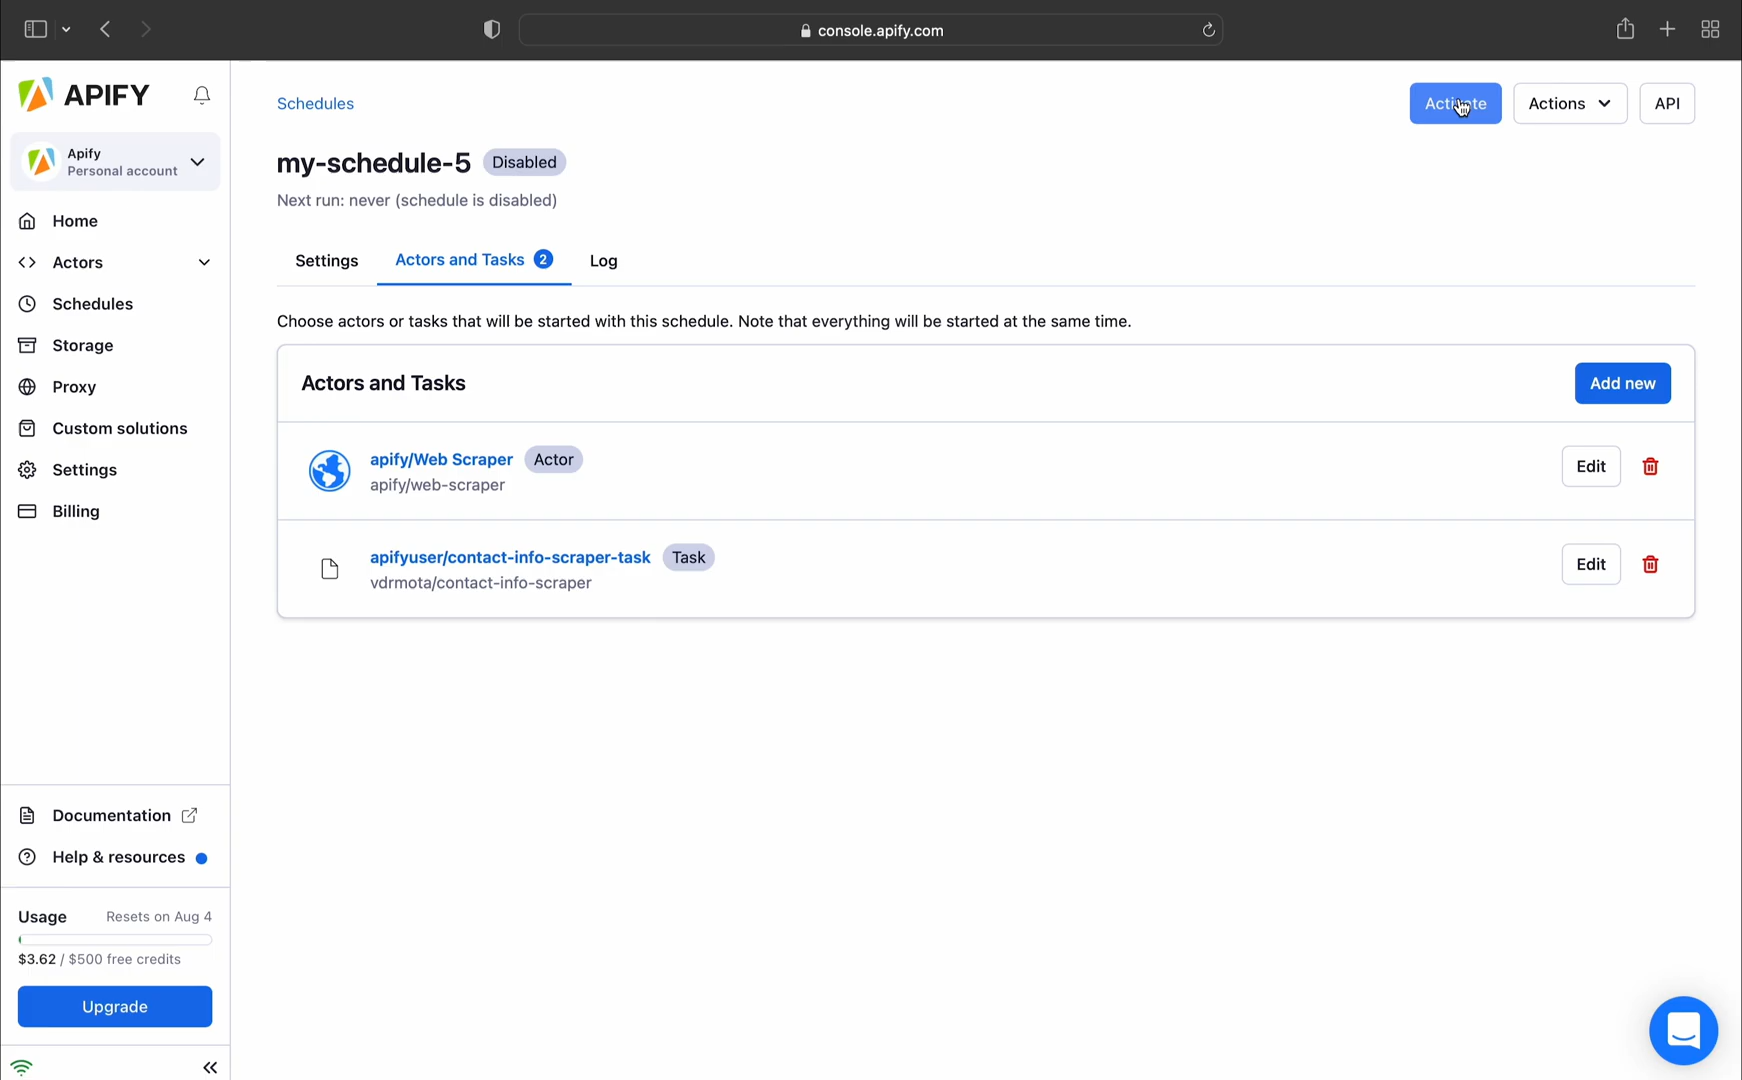 console.apify.com
APIFY
Apify
Personal account
Home
Actors
Schedules
Storage
Proxy
Custom solutions
Settings
Billing
Documentation
Help & resources
Usage Resets on Aug 4
$3.62 / $500 free credits
Upgrade
Schedules
Activate Actions API
my-schedule-5 Disabled
Next run: never (schedule is disabled)
Settings Actors and Tasks 2 Log
Choose actors or tasks that will be started with this schedule. Note that everything will be started at the same time.
Actors and Tasks Add new
apify/Web Scraper Actor
apify/web-scraper
Edit
apifyuser/contact-info-scraper-task Task
vdrmota/contact-info-scraper
Edit